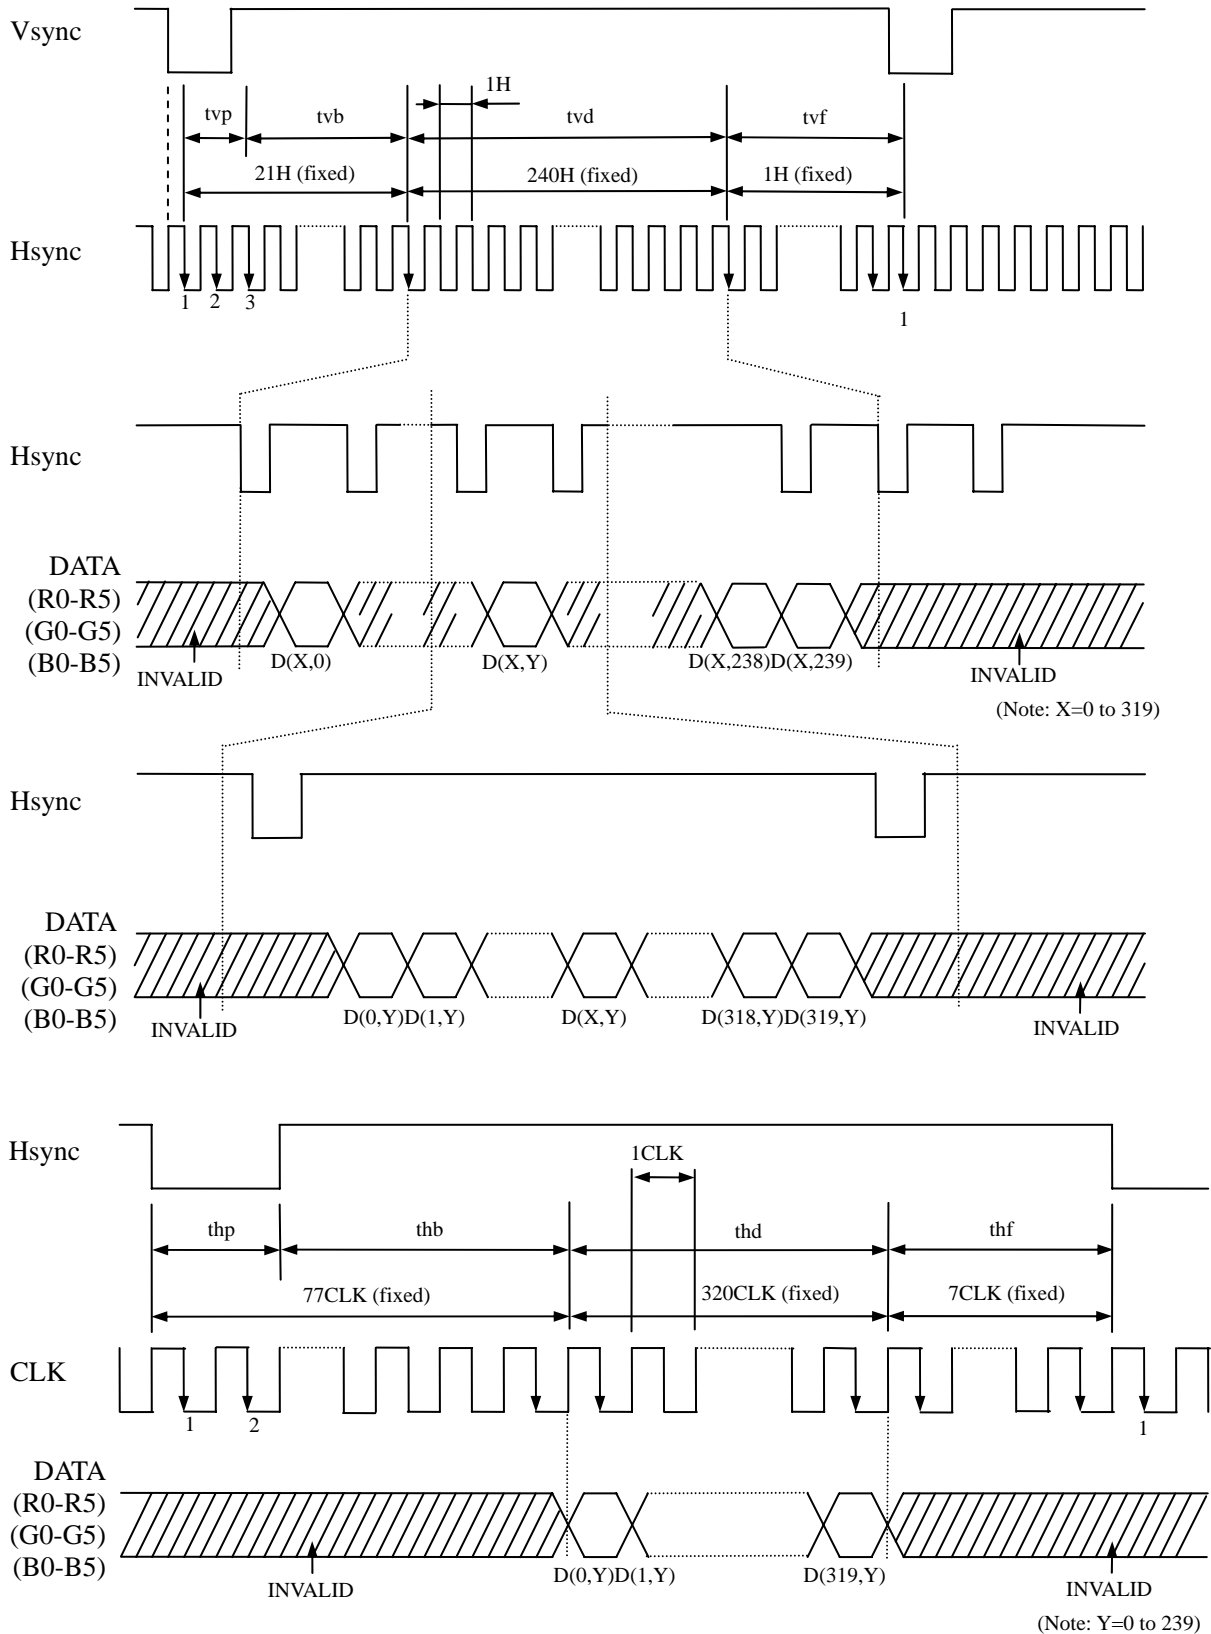 Vsync
1H
tvp tvb tvd tvf
21H (fixed) 240H (fixed) 1H (fixed)
Hsync
1 2 3 1
Hsync
DATA
(R0-R5)
(G0-G5)
(B0-B5)
D(X,0) D(X,Y) D(X,238)D(X,239)
INVALID INVALID
(Note: X=0 to 319)
Hsync
DATA
(R0-R5)
(G0-G5)
(B0-B5)
D(0,Y)D(1,Y) D(X,Y) D(318,Y)D(319,Y)
INVALID INVALID
Hsync
1CLK
thp thb thd thf
77CLK (fixed) 320CLK (fixed) 7CLK (fixed)
CLK
1 2 1
DATA
(R0-R5)
(G0-G5)
(B0-B5)
D(0,Y)D(1,Y) D(319,Y)
INVALID INVALID
(Note: Y=0 to 239)